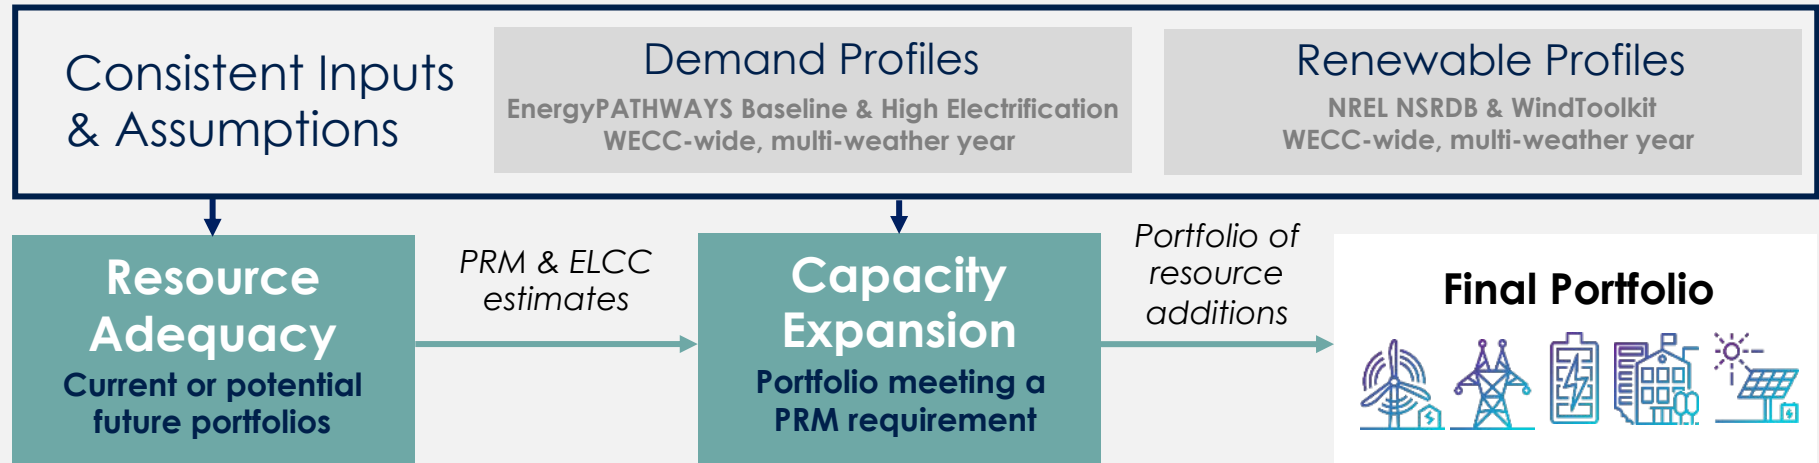 Consistent Inputs
& Assumptions
Demand Profiles
EnergyPATHWAYS Baseline & High Electrification
WECC-wide, multi-weather year
Renewable Profiles
NREL NSRDB & WindToolkit
WECC-wide, multi-weather year
Resource
Adequacy
Current or potential
future portfolios
PRM & ELCC
estimates
Capacity
Expansion
Portfolio meeting a
PRM requirement
Portfolio of
resource
additions
Final Portfolio